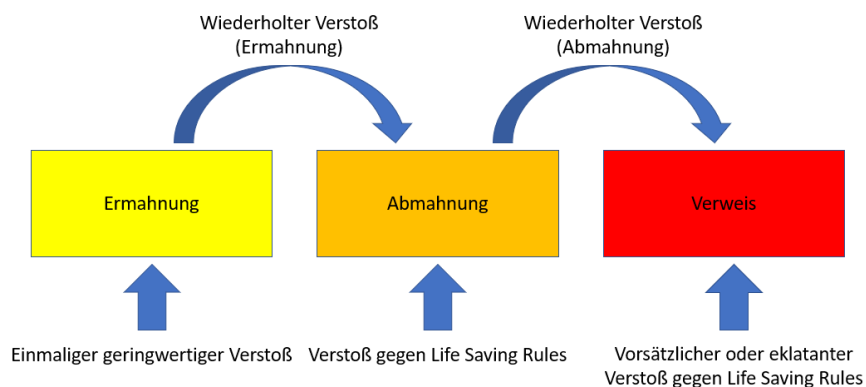 Wiederholter Verstoß
(Ermahnung)
Wiederholter Verstoß
(Abmahnung)
Ermahnung
Abmahnung
Verweis
Einmaliger geringwertiger Verstoß
Verstoß gegen Life Saving Rules
Vorsätzlicher oder eklatanter
Verstoß gegen Life Saving Rules